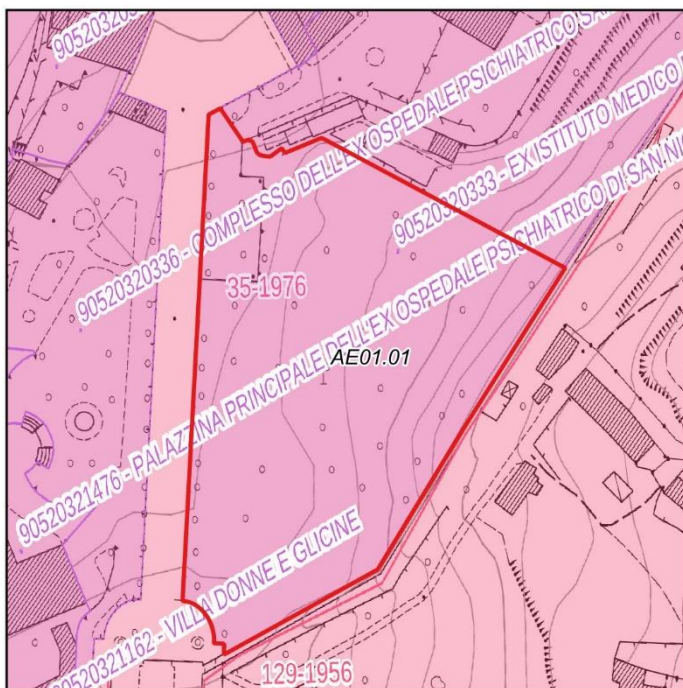 90520320336 - COMPLESSO DELL'EX OSPEDALE PSICHIATRICO
90520320333 - EX ISTITUTO MEDICO
35-1976
AE01.01
90520321476 - PALAZZINA PRINCIPALE DELL'EX OSPEDALE PSICHIATRICO DI SAN
90520321162 - VILLA DONNE E GLICINE
129-1956